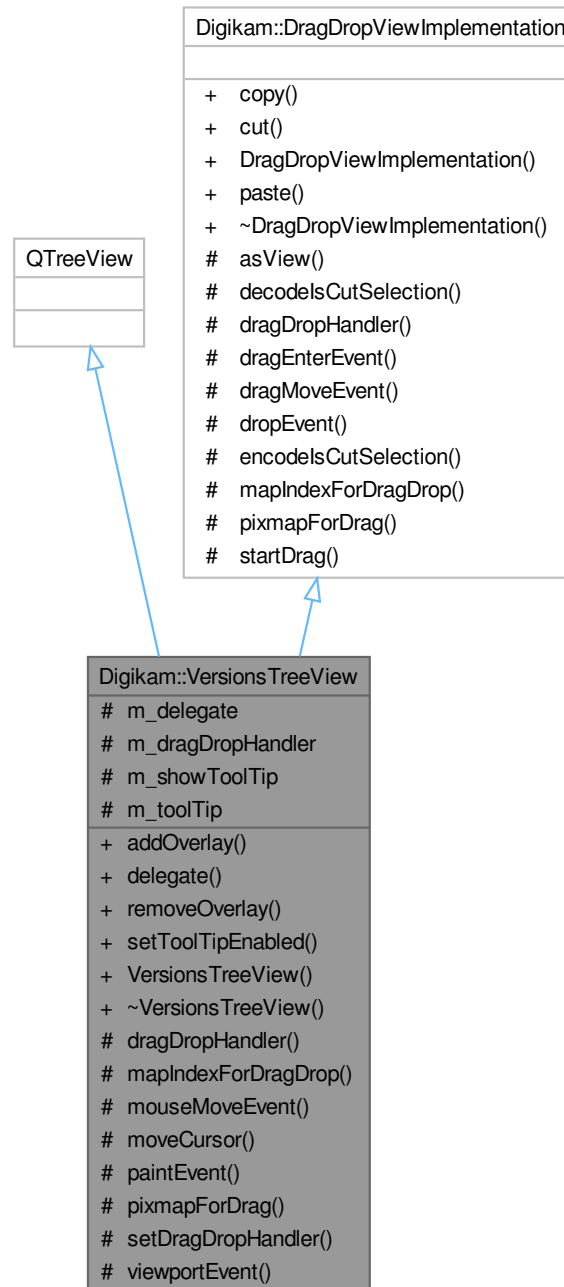 Digikam::DragDropViewImplementation
+ copy()
+ cut()
+ DragDropViewImplementation()
+ paste()
+ ~DragDropViewImplementation()
# asView()
# decodeIsCutSelection()
# dragDropHandler()
# dragEnterEvent()
# dragMoveEvent()
# dropEvent()
# encodeIsCutSelection()
# mapIndexForDragDrop()
# pixmapForDrag()
# startDrag()
QTreeView
Digikam::VersionsTreeView
# m_delegate
# m_dragDropHandler
# m_showToolTip
# m_toolTip
+ addOverlay()
+ delegate()
+ removeOverlay()
+ setToolTipEnabled()
+ VersionsTreeView()
+ ~VersionsTreeView()
# dragDropHandler()
# mapIndexForDragDrop()
# mouseMoveEvent()
# moveCursor()
# paintEvent()
# pixmapForDrag()
# setDragDropHandler()
# viewportEvent()